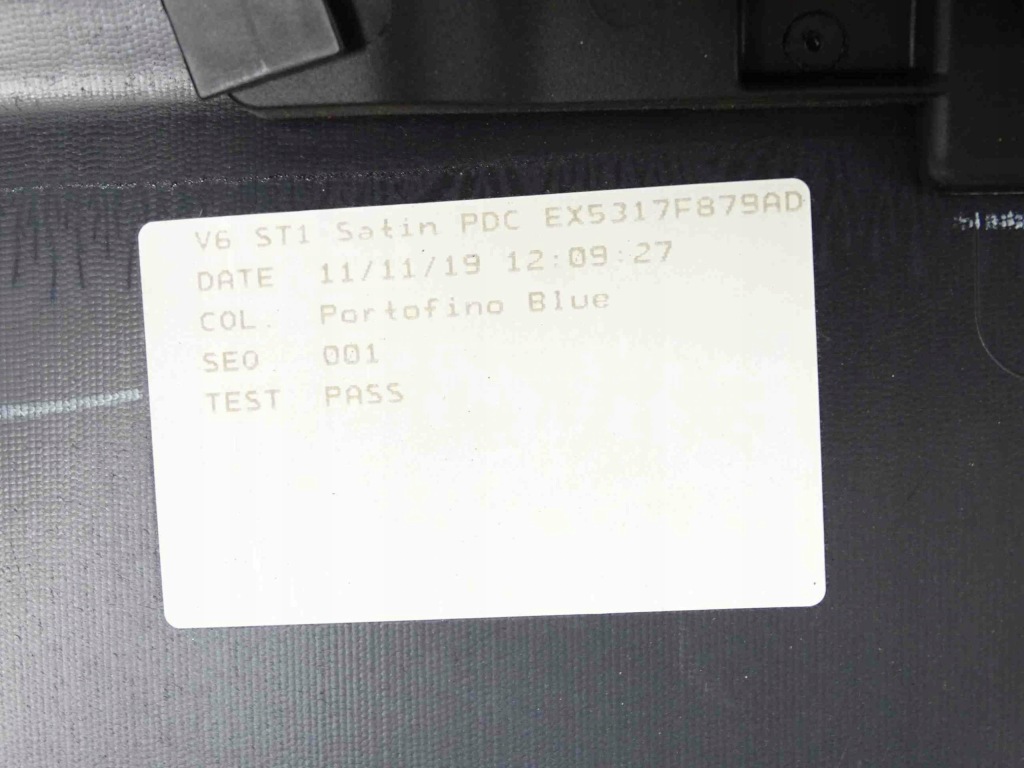 V6 ST1 Satin PDC EX5317F879AD
DATE 11/11/19 12:09:27
COL. Portofino Blue
SEQ 001
TEST PASS